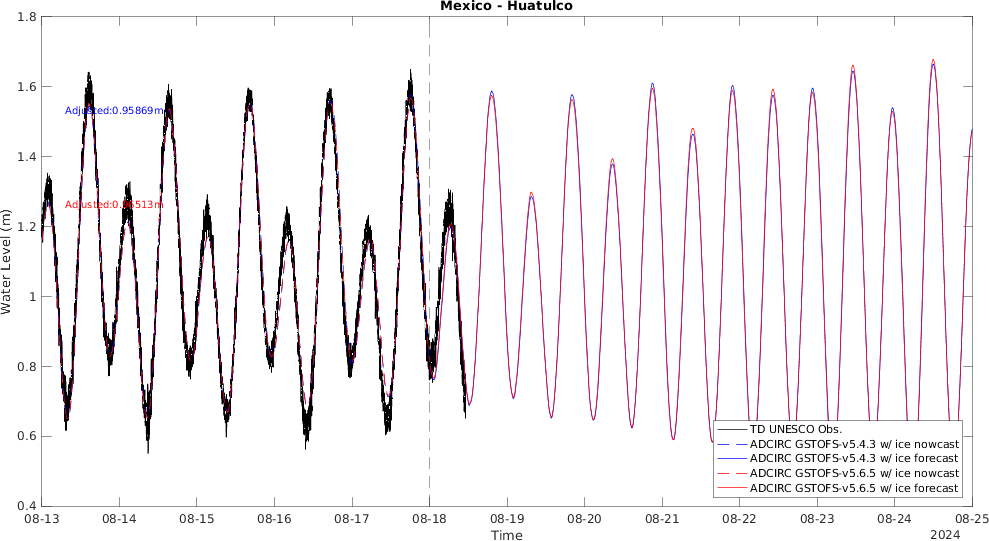 Mexico - Huatulco
Water Level (m)
1.8
1.6
1.4
1.2
1
0.8
0.6
0.4
Adjusted:0.95869m
TD UNESCO Obs.
ADCIRC GSTOFS-v5.4.3 w/ ice nowcast
ADCIRC GSTOFS-v5.4.3 w/ ice forecast
ADCIRC GSTOFS-v5.6.5 w/ ice nowcast
ADCIRC GSTOFS-v5.6.5 w/ ice forecast
08-13 08-14 08-15 08-16 08-17 08-18 08-19 08-20 08-21 08-22 08-23 08-24 08-25
Time
2024